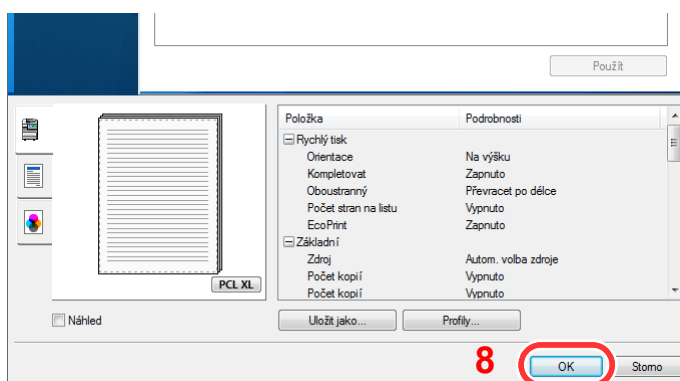 Použít
Položka Podrobnosti
Rychlý tisk
Orientace Na výšku
Kompletovat Zapnuto
Oboustranný Převracet po délce
Počet stran na listu Vypnuto
EcoPrint Zapnuto
Základní
Zdroj Autom. volba zdroje
Počet kopií Vypnuto
Počet kopií Vypnuto
PCL XL
Náhled Uložit jako... Profily...
8 OK Storno